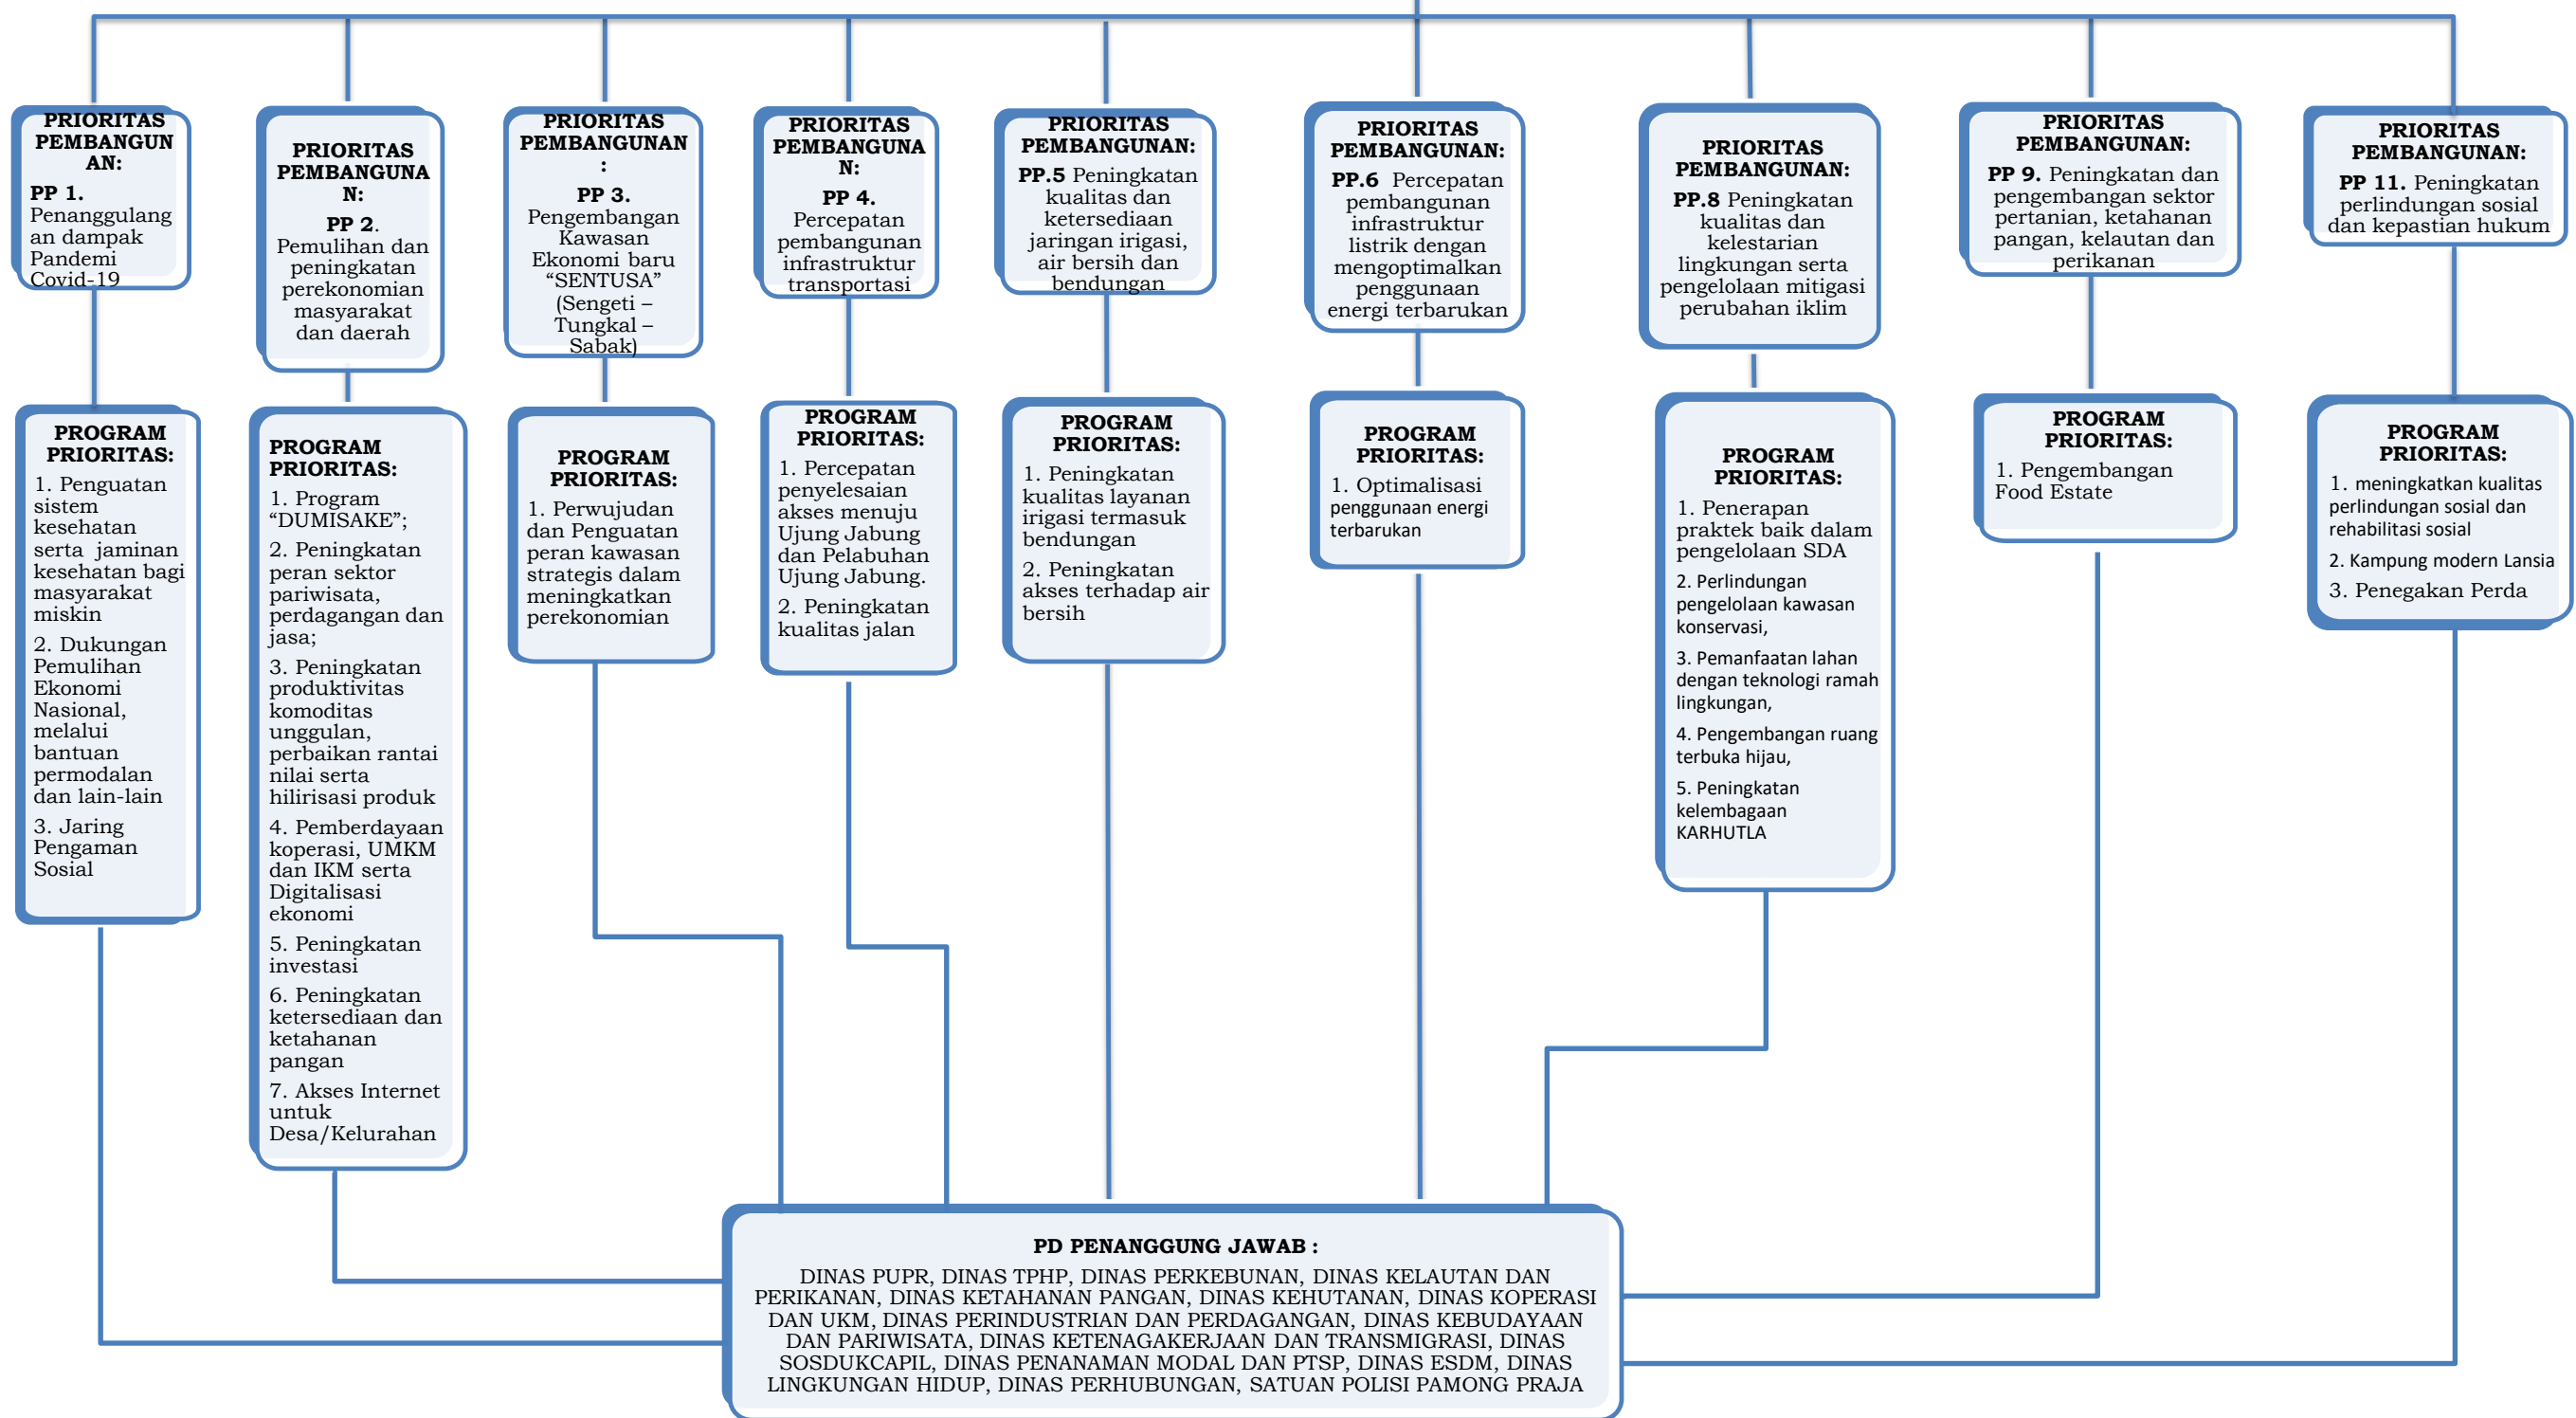 PRIORITAS
PEMBANGUN
AN:
PP 1.
Penanggulang
an dampak
Pandemi
Covid-19
PRIORITAS
PEMBANGUNA
N:
PP 2.
Pemulihan dan
peningkatan
perekonomian
masyarakat
dan daerah
PRIORITAS
PEMBANGUNAN
:
PP 3.
Pengembangan
Kawasan
Ekonomi baru
“SENTUSA”
(Sengeti –
Tungkal –
Sabak)
PRIORITAS
PEMBANGUNA
N:
PP 4.
Percepatan
pembangunan
infrastruktur
transportasi
PRIORITAS
PEMBANGUNAN:
PP.5 Peningkatan
kualitas dan
ketersediaan
jaringan irigasi,
air bersih dan
bendungan
PRIORITAS
PEMBANGUNAN:
PP.6 Percepatan
pembangunan
infrastruktur
listrik dengan
mengoptimalkan
penggunaan
energi terbarukan
PRIORITAS
PEMBANGUNAN:
PP.8 Peningkatan
kualitas dan
kelestarian
lingkungan serta
pengelolaan mitigasi
perubahan iklim
PRIORITAS
PEMBANGUNAN:
PP 9. Peningkatan dan
pengembangan sektor
pertanian, ketahanan
pangan, kelautan dan
perikanan
PRIORITAS
PEMBANGUNAN:
PP 11. Peningkatan
perlindungan sosial
dan kepastian hukum
PROGRAM
PRIORITAS:
1. Penguatan
sistem
kesehatan
serta jaminan
kesehatan bagi
masyarakat
miskin
2. Dukungan
Pemulihan
Ekonomi
Nasional,
melalui
bantuan
permodalan
dan lain-lain
3. Jaring
Pengaman
Sosial
PROGRAM
PRIORITAS:
1. Program
“DUMISAKE”;
2. Peningkatan
peran sektor
pariwisata,
perdagangan dan
jasa;
3. Peningkatan
produktivitas
komoditas
unggulan,
perbaikan rantai
nilai serta
hilirisasi produk
4. Pemberdayaan
koperasi, UMKM
dan IKM serta
Digitalisasi
ekonomi
5. Peningkatan
investasi
6. Peningkatan
ketersediaan dan
ketahanan
pangan
7. Akses Internet
untuk
Desa/Kelurahan
PROGRAM
PRIORITAS:
1. Perwujudan
dan Penguatan
peran kawasan
strategis dalam
meningkatkan
perekonomian
PROGRAM
PRIORITAS:
1. Percepatan
penyelesaian
akses menuju
Ujung Jabung
dan Pelabuhan
Ujung Jabung.
2. Peningkatan
kualitas jalan
PROGRAM
PRIORITAS:
1. Peningkatan
kualitas layanan
irigasi termasuk
bendungan
2. Peningkatan
akses terhadap air
bersih
PROGRAM
PRIORITAS:
1. Optimalisasi
penggunaan energi
terbarukan
PROGRAM
PRIORITAS:
1. Penerapan
praktek baik dalam
pengelolaan SDA
2. Perlindungan
pengelolaan kawasan
konservasi,
3. Pemanfaatan lahan
dengan teknologi ramah
lingkungan,
4. Pengembangan ruang
terbuka hijau,
5. Peningkatan
kelembagaan
KARHUTLA
PROGRAM
PRIORITAS:
1. Pengembangan
Food Estate
PROGRAM
PRIORITAS:
1. meningkatkan kualitas
perlindungan sosial dan
rehabilitasi sosial
2. Kampung modern Lansia
3. Penegakan Perda
PD PENANGGUNG JAWAB :
DINAS PUPR, DINAS TPHP, DINAS PERKEBUNAN, DINAS KELAUTAN DAN
PERIKANAN, DINAS KETAHANAN PANGAN, DINAS KEHUTANAN, DINAS KOPERASI
DAN UKM, DINAS PERINDUSTRIAN DAN PERDAGANGAN, DINAS KEBUDAYAAN
DAN PARIWISATA, DINAS KETENAGAKERJAAN DAN TRANSMIGRASI, DINAS
SOSDUKCAPIL, DINAS PENANAMAN MODAL DAN PTSP, DINAS ESDM, DINAS
LINGKUNGAN HIDUP, DINAS PERHUBUNGAN, SATUAN POLISI PAMONG PRAJA